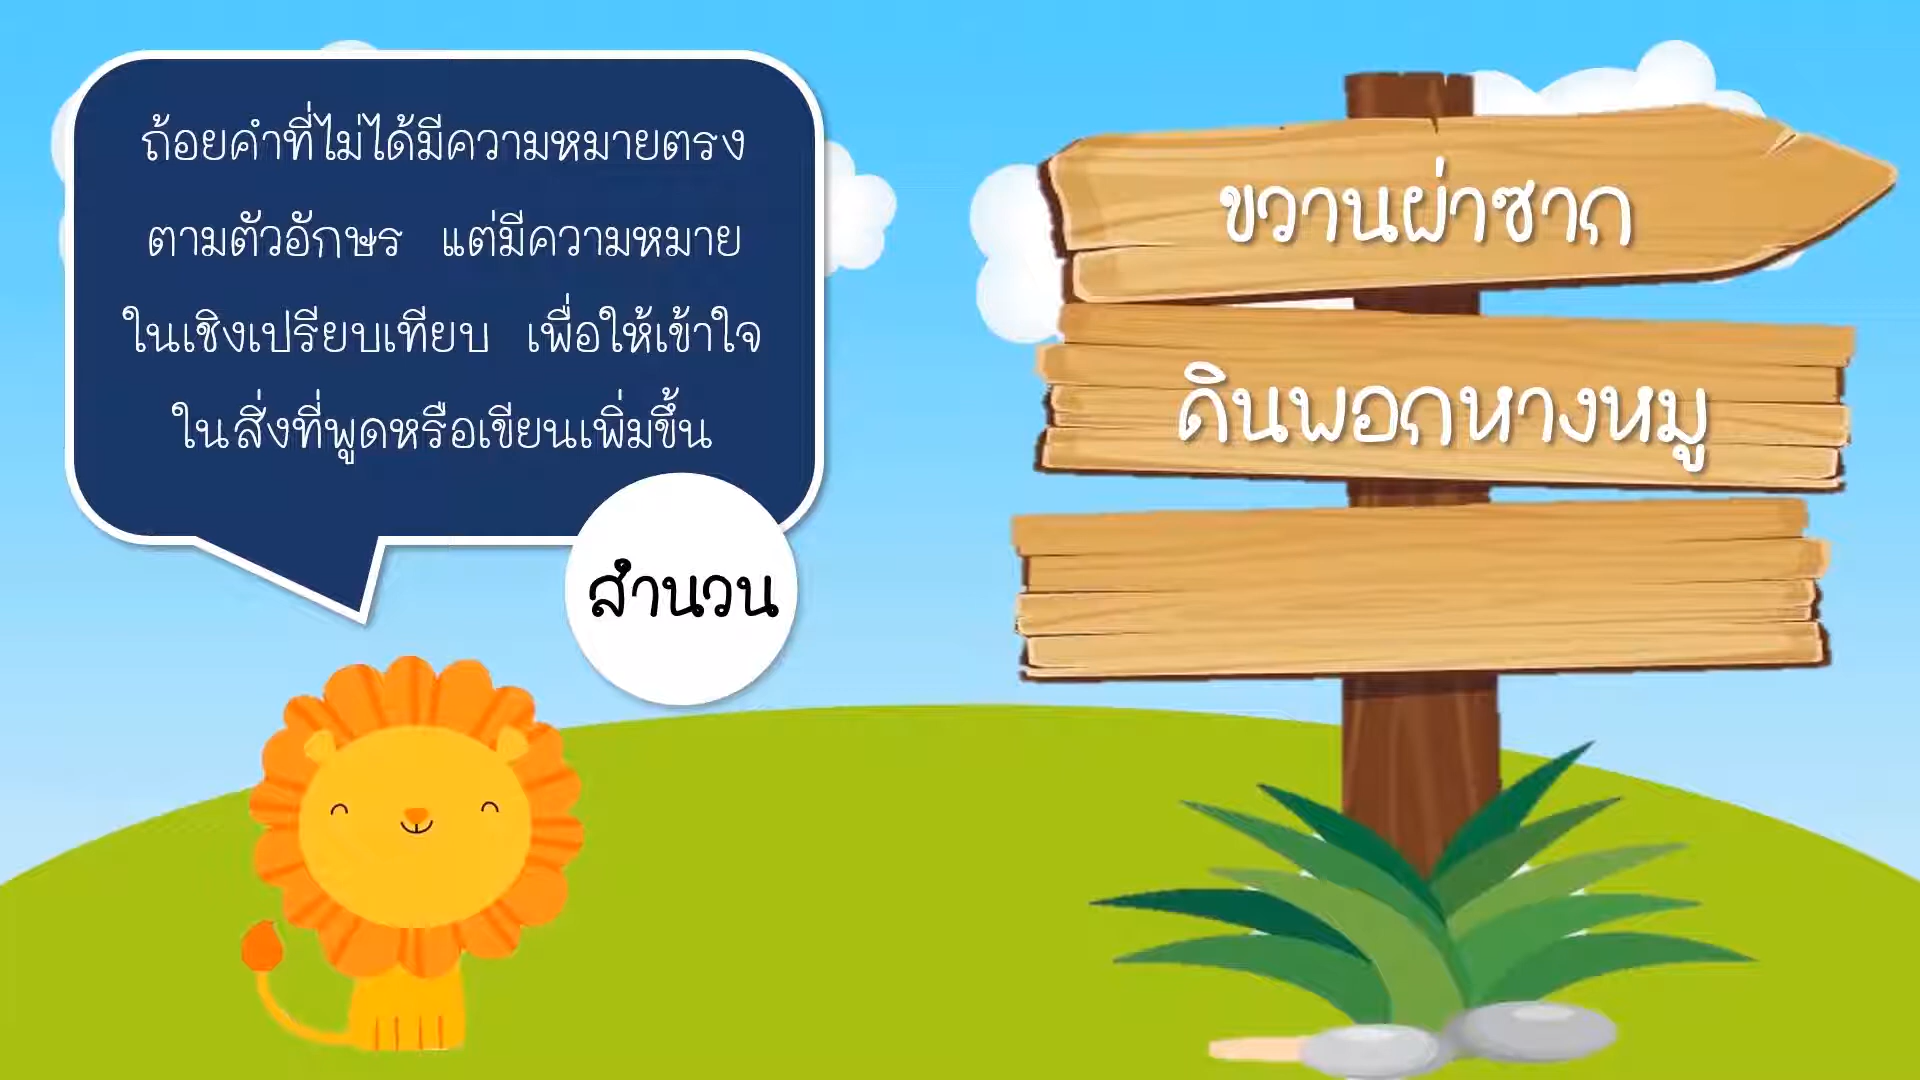 ถ้อยคำที่ไม่ได้มีความหมายตรง
ตามตัวอักษร แต่มีความหมาย
ในเชิงเปรียบเทียบ เพื่อให้เข้าใจ
ในสิ่งที่พูดหรือเขียนเพิ่มขึ้น
สำนวน
ขวานผ่าซาก
ดินพอกหางหมู